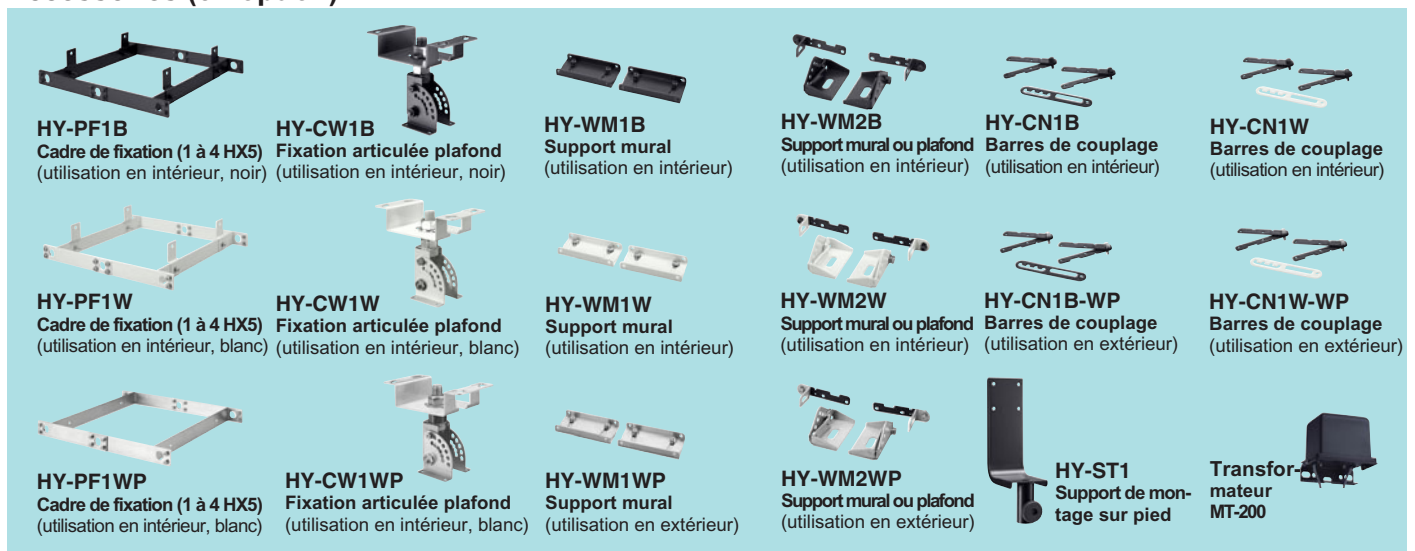 HY-PF1B
Cadre de fixation (1 à 4 HX5)
(utilisation en intérieur, noir)
HY-CW1B
Fixation articulée plafond
(utilisation en intérieur, noir)
HY-WM1B
Support mural
(utilisation en intérieur)
HY-WM2B
Support mural ou plafond
(utilisation en intérieur)
HY-CN1B
Barres de couplage
(utilisation en intérieur)
HY-CN1W
Barres de couplage
(utilisation en intérieur)
HY-PF1W
Cadre de fixation (1 à 4 HX5)
(utilisation en intérieur, blanc)
HY-CW1W
Fixation articulée plafond
(utilisation en intérieur, blanc)
HY-WM1W
Support mural
(utilisation en intérieur)
HY-WM2W
Support mural ou plafond
(utilisation en intérieur)
HY-CN1B-WP
Barres de couplage
(utilisation en extérieur)
HY-CN1W-WP
Barres de couplage
(utilisation en extérieur)
HY-PF1WP
Cadre de fixation (1 à 4 HX5)
(utilisation en intérieur, blanc)
HY-CW1WP
Fixation articulée plafond
(utilisation en intérieur, blanc)
HY-WM1WP
Support mural
(utilisation en extérieur)
HY-WM2WP
Support mural ou plafond
(utilisation en extérieur)
HY-ST1
Support de mon-
tage sur pied
Transfor-
mateur
MT-200